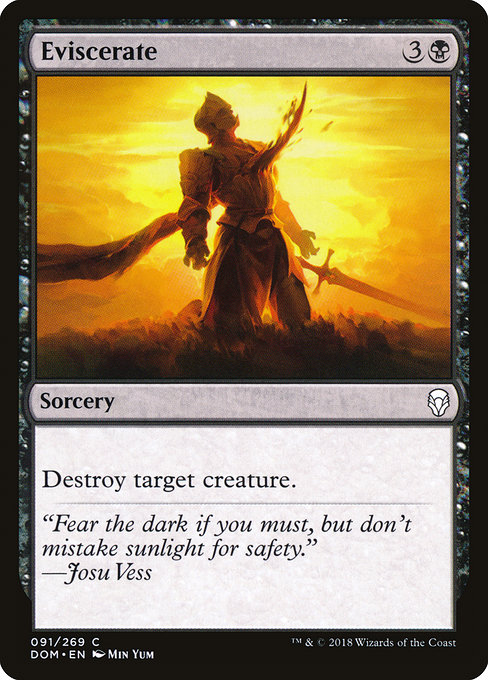 Eviscerate 3
Sorcery
Destroy target creature.
“Fear the dark if you must, but don’t
mistake sunlight for safety.”
—Josu Vess
091/269 C
DOM • EN Min Yum
™ & © 2018 Wizards of the Coast